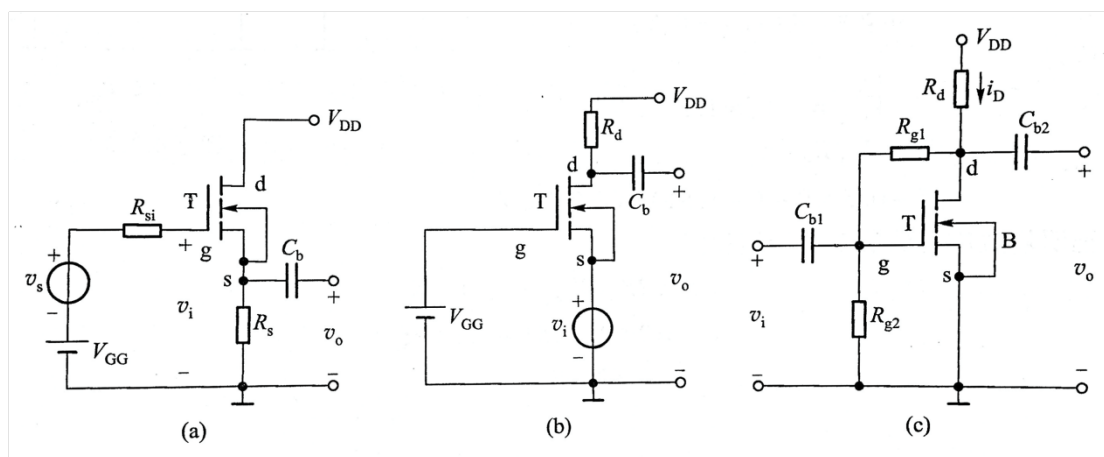 V_DD
R_si
T
d
g
+
C_b
s
+
+
v_s
−
v_i
R_s
v_o
V_GG
−
−
(a)
V_DD
R_d
d
C_b
+
T
g
s
v_o
V_GG
+
v_i
−
−
(b)
V_DD
R_d
i_D
R_g1
C_b2
d
+
C_b1
T
B
+
g
s
v_o
v_i
R_g2
−
−
(c)